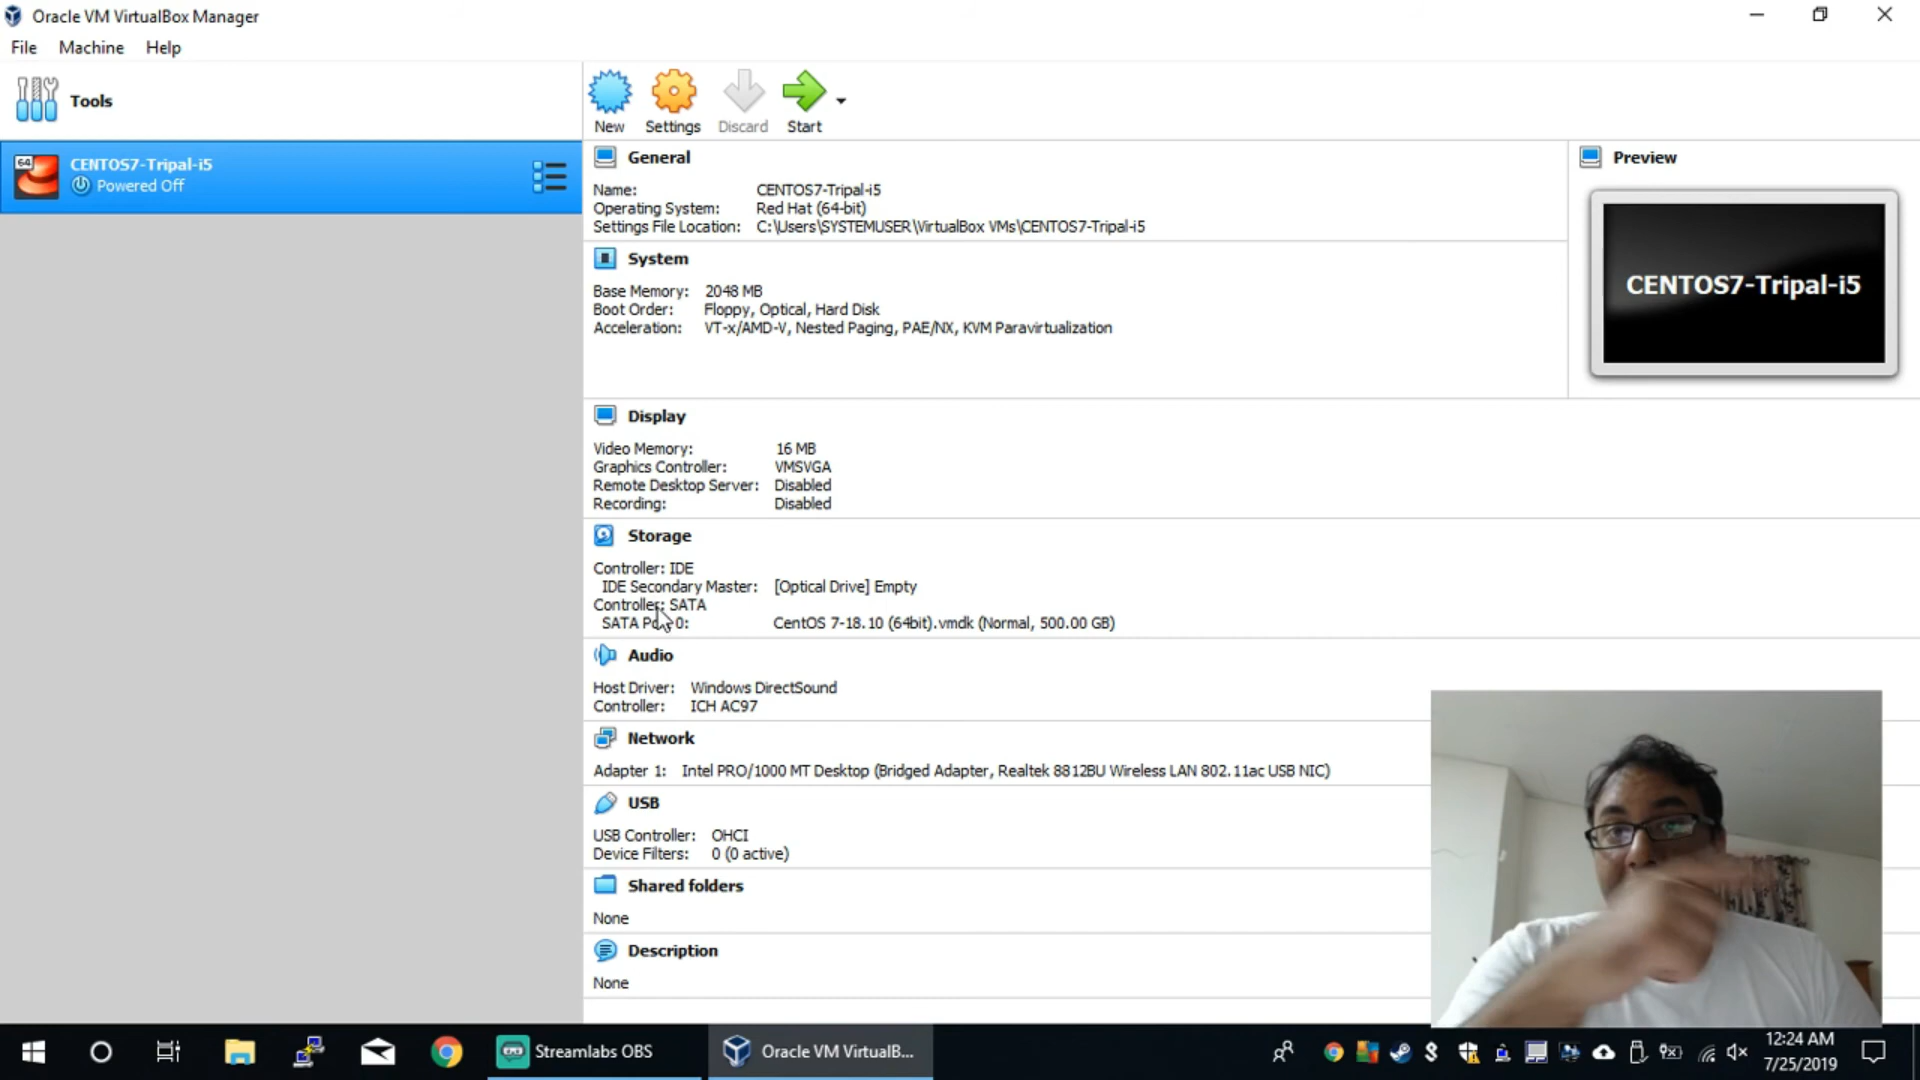 Oracle VM VirtualBox Manager
File Machine Help
Tools
New Settings Discard Start
64 CENTOS7-Tripal-i5
Powered Off
General
Name: CENTOS7-Tripal-i5
Operating System: Red Hat (64-bit)
Settings File Location: C:\Users\SYSTEMUSER\VirtualBox VMs\CENTOS7-Tripal-i5
Preview
CENTOS7-Tripal-i5
System
Base Memory: 2048 MB
Boot Order: Floppy, Optical, Hard Disk
Acceleration: VT-x/AMD-V, Nested Paging, PAE/NX, KVM Paravirtualization
Display
Video Memory: 16 MB
Graphics Controller: VMSVGA
Remote Desktop Server: Disabled
Recording: Disabled
Storage
Controller: IDE
IDE Secondary Master: [Optical Drive] Empty
Controller: SATA
SATA Port 0: CentOS 7-18.10 (64bit).vmdk (Normal, 500.00 GB)
Audio
Host Driver: Windows DirectSound
Controller: ICH AC97
Network
Adapter 1: Intel PRO/1000 MT Desktop (Bridged Adapter, Realtek 8812BU Wireless LAN 802.11ac USB NIC)
USB
USB Controller: OHCI
Device Filters: 0 (0 active)
Shared folders
None
Description
None
Streamlabs OBS
Oracle VM VirtualB...
12:24 AM
7/25/2019